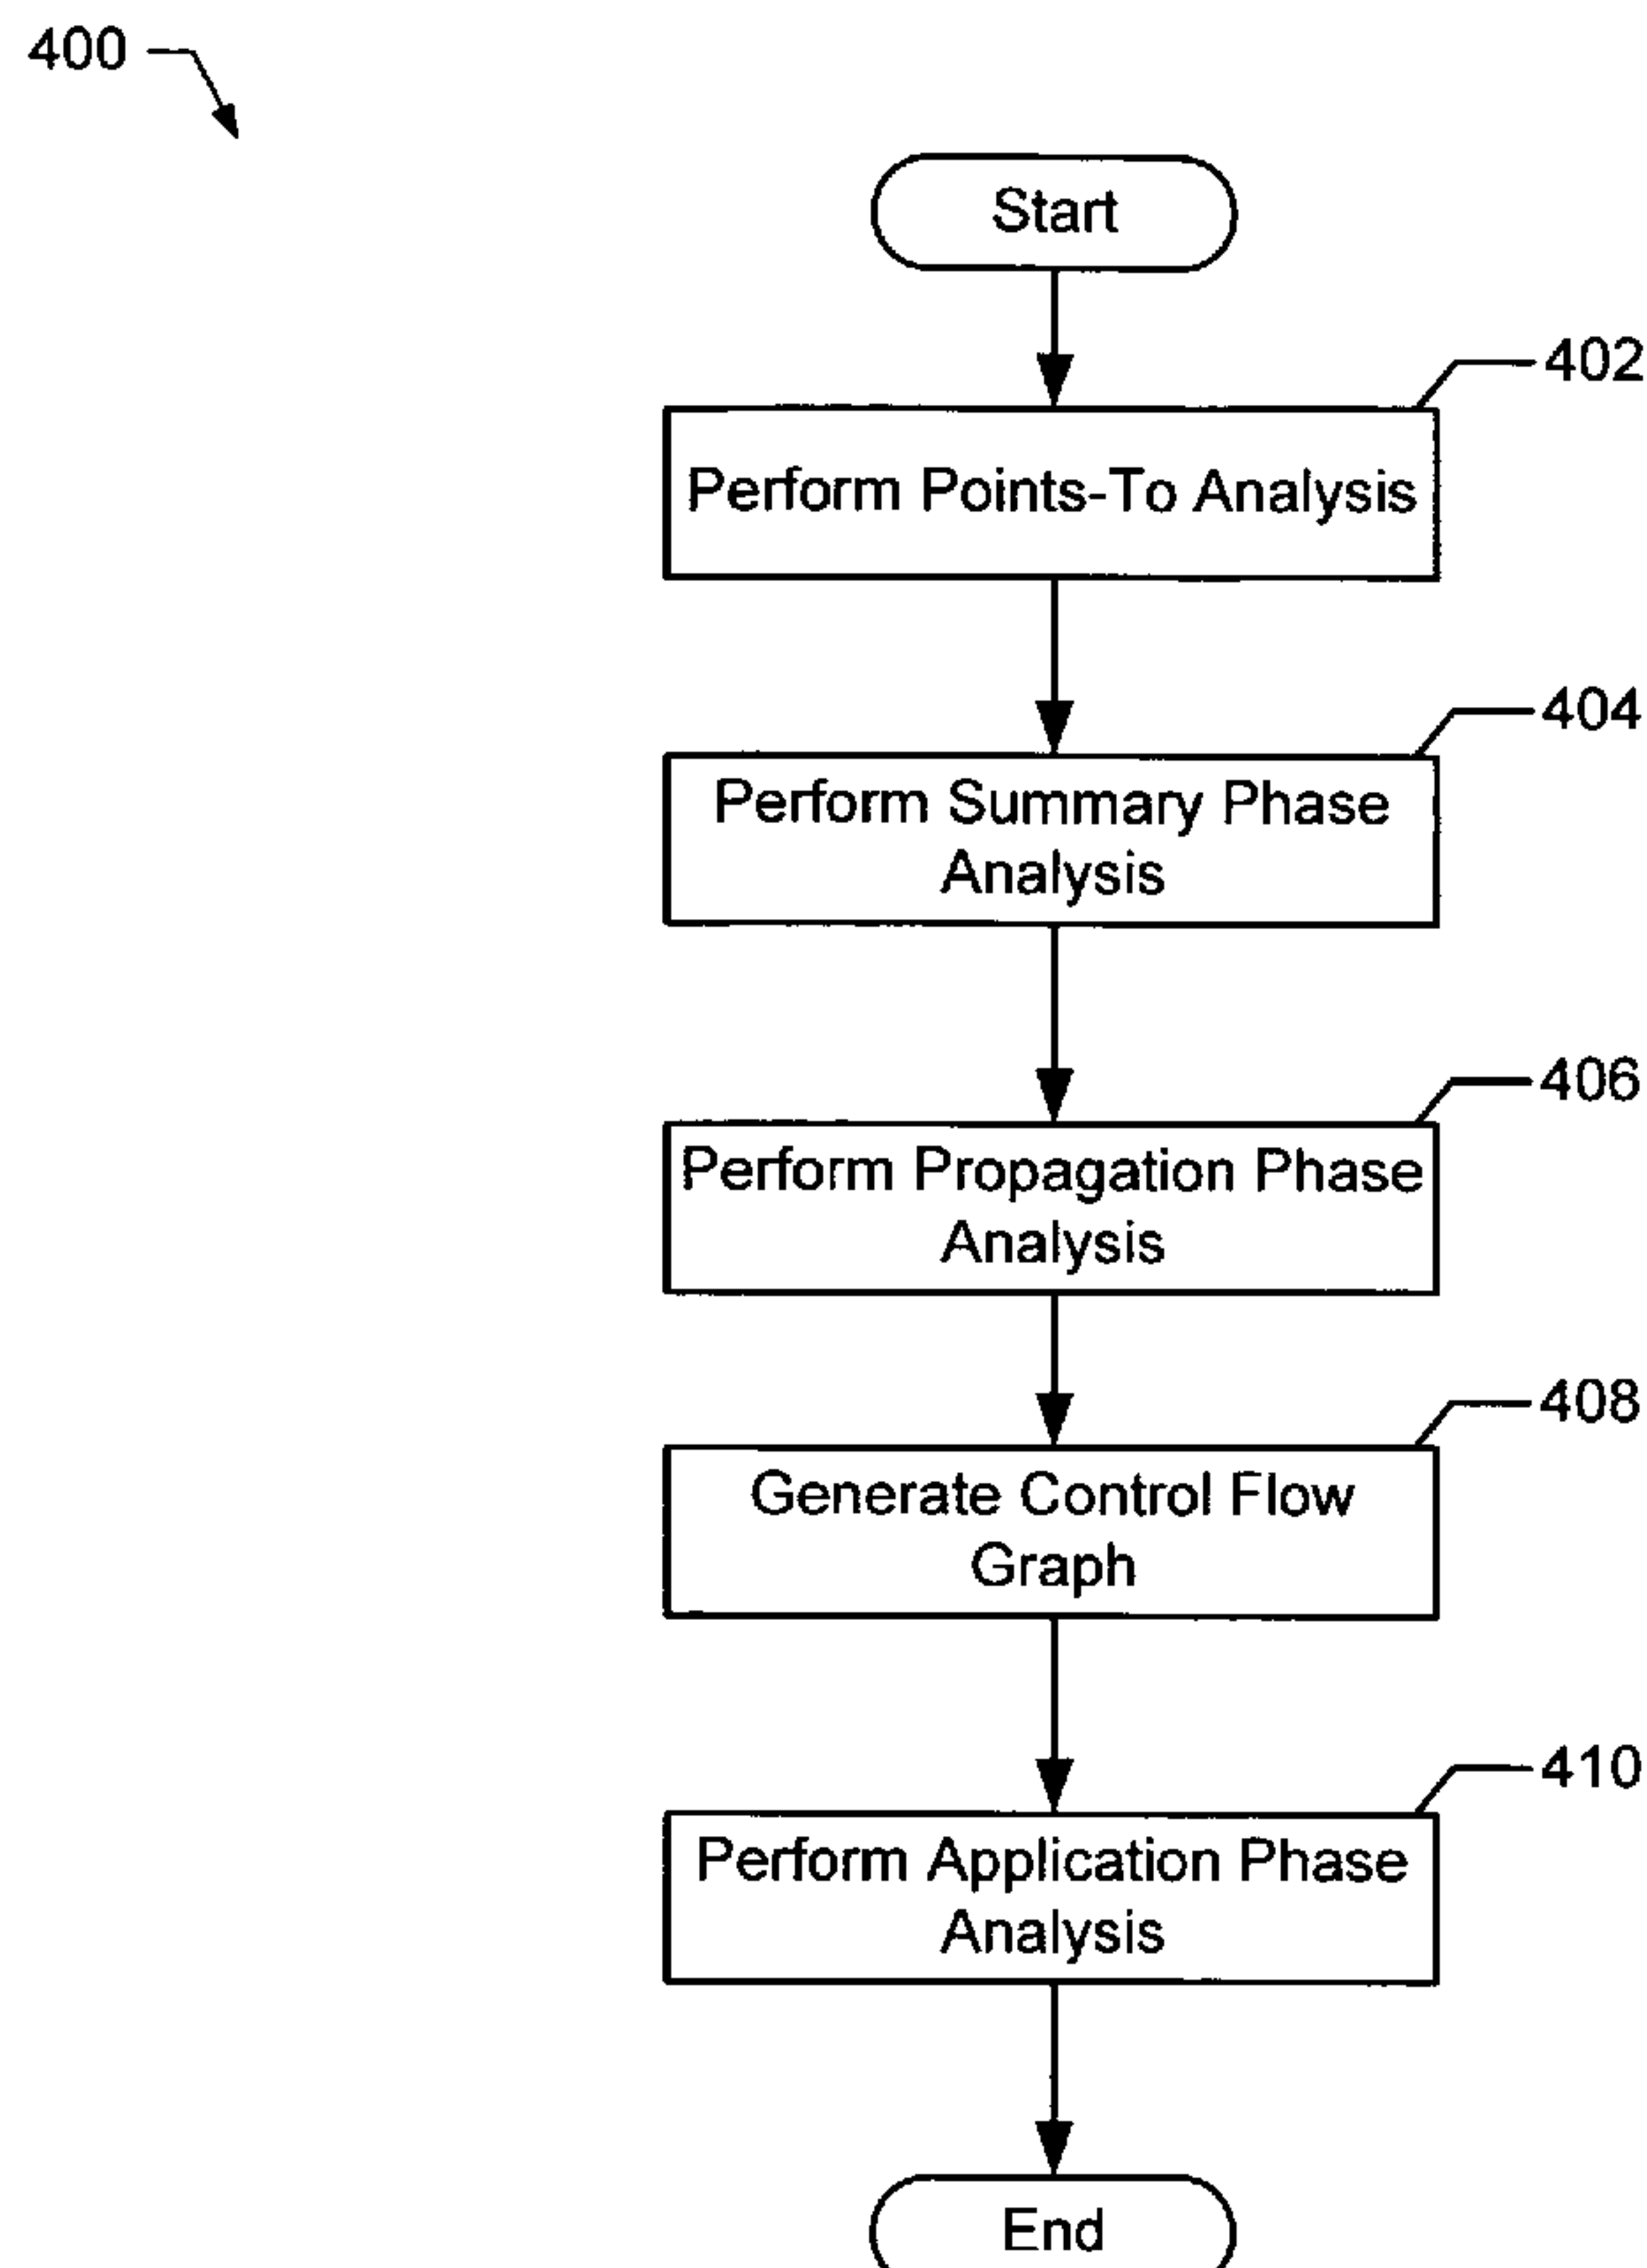 400
Start
402
Perform Points-To Analysis
404
Perform Summary Phase
Analysis
406
Perform Propagation Phase
Analysis
408
Generate Control Flow
Graph
410
Perform Application Phase
Analysis
End